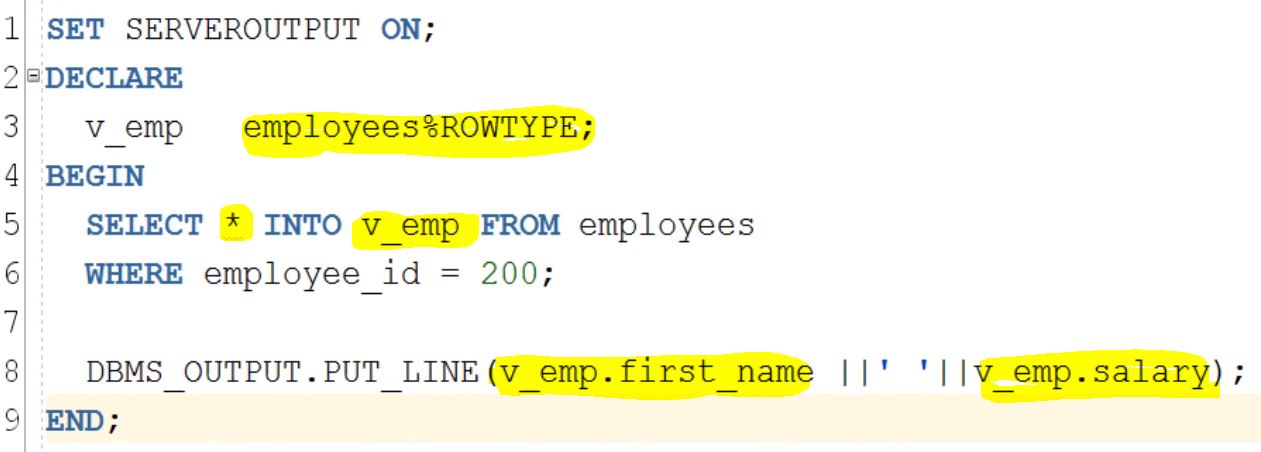 1 SET SERVEROUTPUT ON;
2 DECLARE
3 v_emp employees%ROWTYPE;
4 BEGIN
5 SELECT * INTO v_emp FROM employees
6 WHERE employee_id = 200;
7
8 DBMS_OUTPUT.PUT_LINE(v_emp.first_name ||' '||v_emp.salary);
9 END;